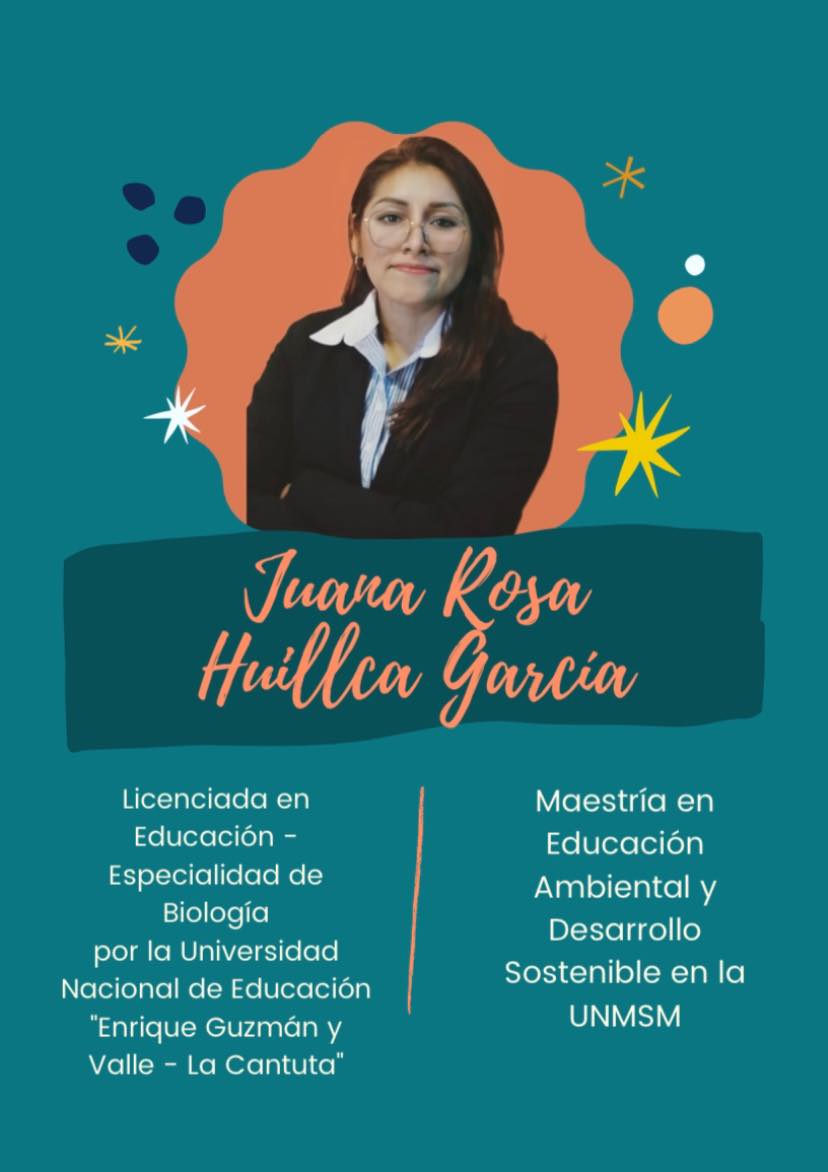 Juana Rosa
Huillca García
Licenciada en
Educación -
Especialidad de
Biología
por la Universidad
Nacional de Educación
"Enrique Guzmán y
Valle - La Cantuta"
Maestría en
Educación
Ambiental y
Desarrollo
Sostenible en la
UNMSM